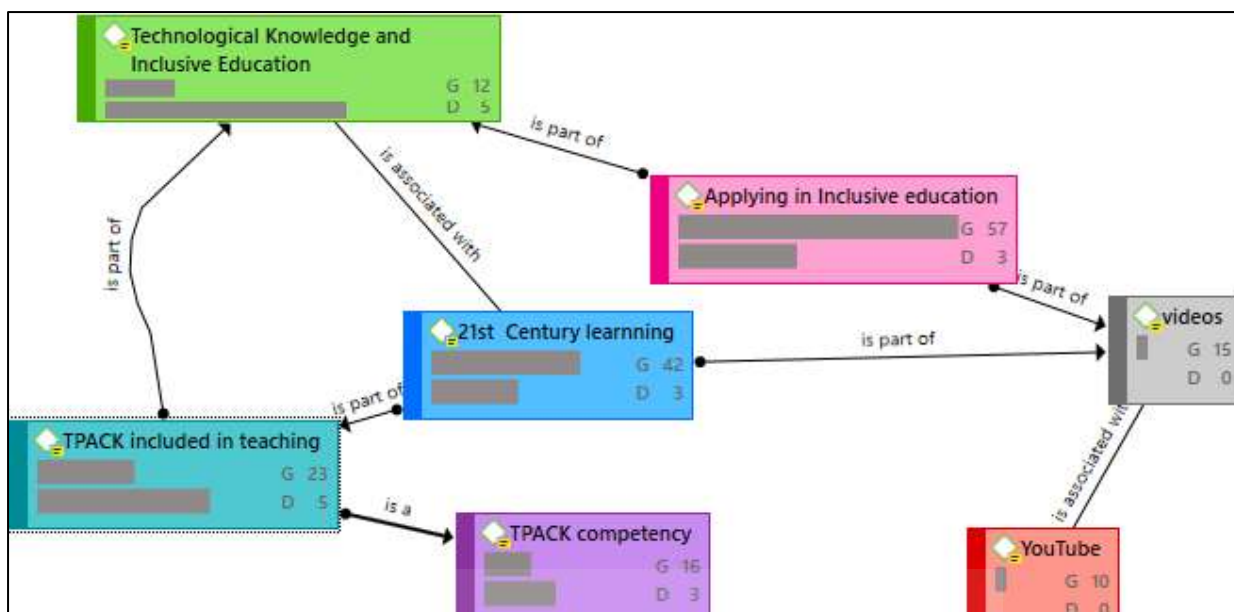 Technological Knowledge and
Inclusive Education
G 12
D 5
is part of
is associated with
is part of
Applying in Inclusive education
G 57
D 3
is part of
21st Century learnning
G 42
D 3
is part of
videos
G 15
D 0
is part of
TPACK included in teaching
G 23
D 5
is a
is associated with
TPACK competency
G 16
D 3
YouTube
G 10
D 0